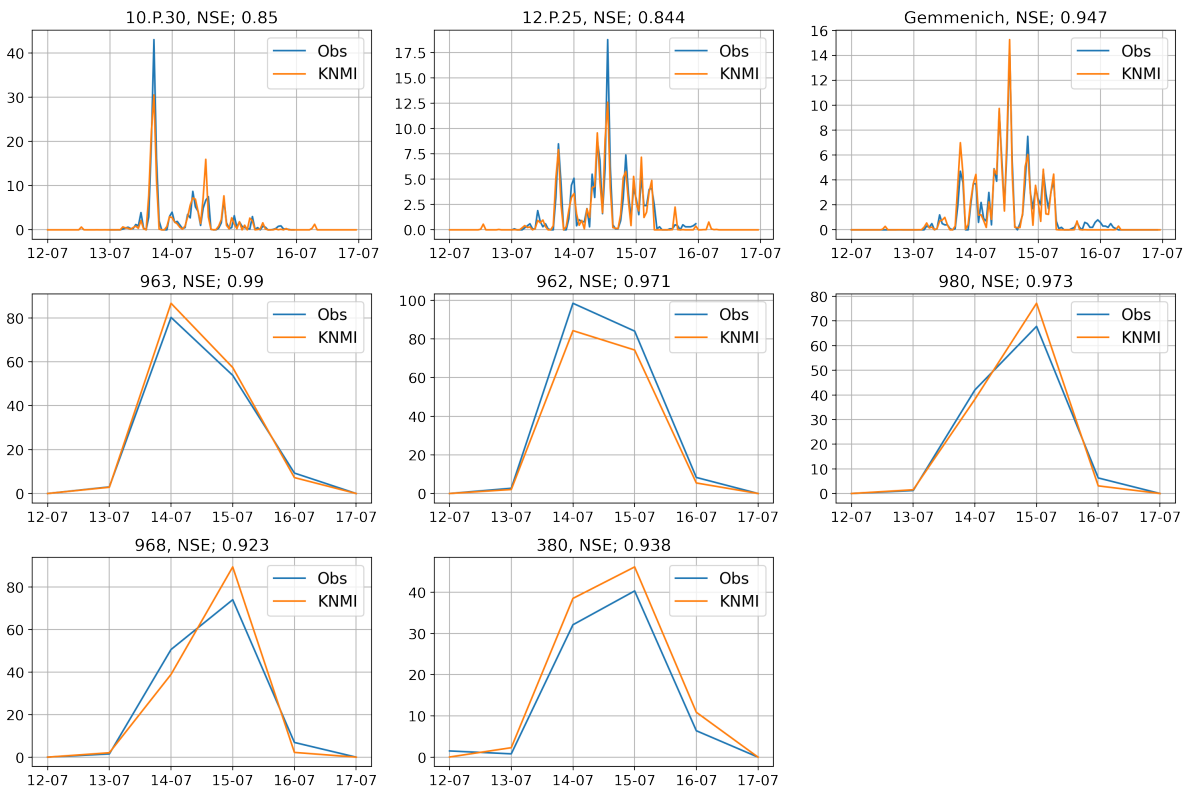 10.P.30, NSE; 0.85
40
30
20
10
0
Obs
KNMI
12-07 13-07 14-07 15-07 16-07 17-07
12.P.25, NSE; 0.844
17.5
15.0
12.5
10.0
7.5
5.0
2.5
0.0
Obs
KNMI
12-07 13-07 14-07 15-07 16-07 17-07
Gemmenich, NSE; 0.947
16
14
12
10
8
6
4
2
0
Obs
KNMI
12-07 13-07 14-07 15-07 16-07 17-07
963, NSE; 0.99
80
60
40
20
0
Obs
KNMI
12-07 13-07 14-07 15-07 16-07 17-07
962, NSE; 0.971
100
80
60
40
20
0
Obs
KNMI
12-07 13-07 14-07 15-07 16-07 17-07
980, NSE; 0.973
80
70
60
50
40
30
20
10
0
Obs
KNMI
12-07 13-07 14-07 15-07 16-07 17-07
968, NSE; 0.923
80
60
40
20
0
Obs
KNMI
12-07 13-07 14-07 15-07 16-07 17-07
380, NSE; 0.938
40
30
20
10
0
Obs
KNMI
12-07 13-07 14-07 15-07 16-07 17-07